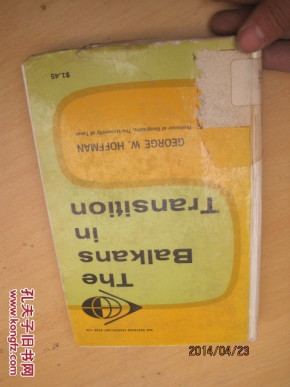 The
Balkans
in
Transition
GEORGE W. HOFFMAN
Professor of Geography, The University of Texas
$1.45
孔夫子旧书网
www.kongfz.com
2014/04/23